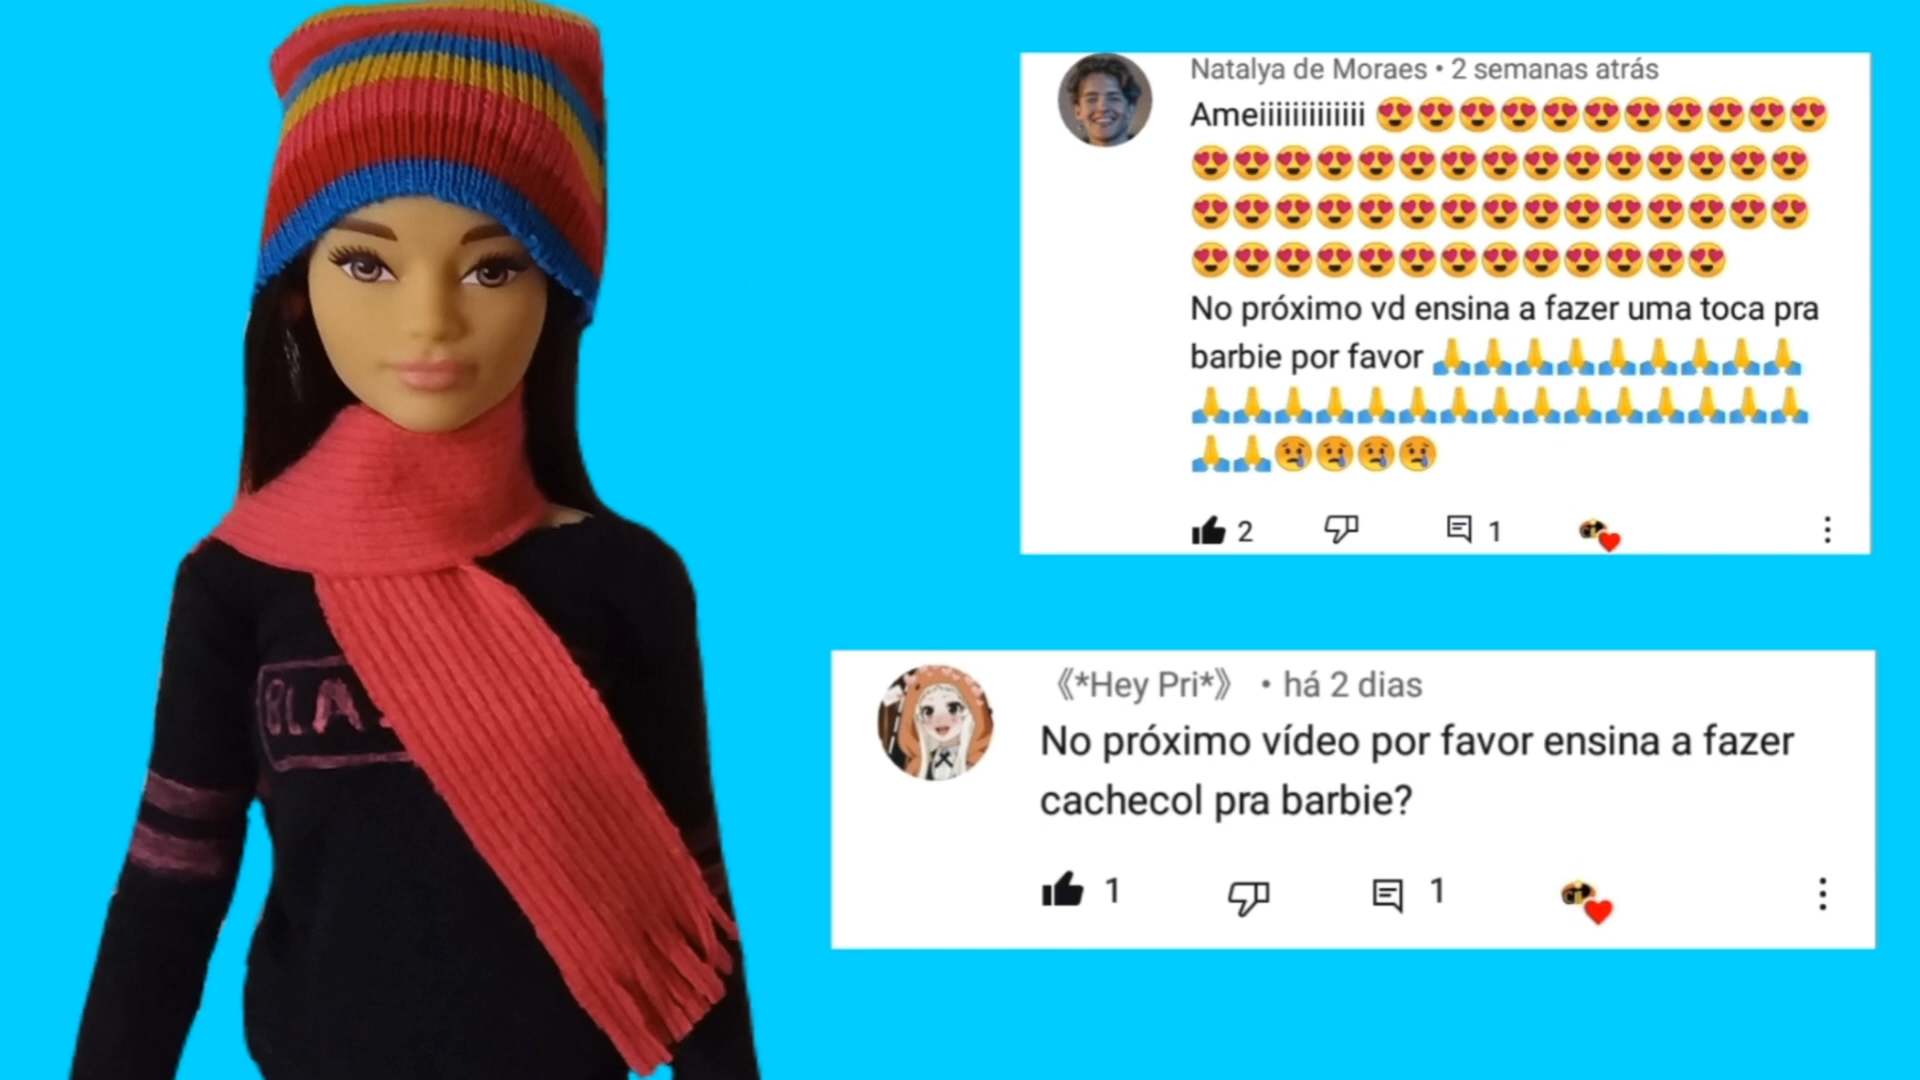 Natalya de Moraes • 2 semanas atrás
Ameiiiiiiiiiiiii 😍😍😍😍😍😍😍😍😍😍😍
😍😍😍😍😍😍😍😍😍😍😍😍😍😍😍
😍😍😍😍😍😍😍😍😍😍😍😍😍😍😍
😍😍😍😍😍😍😍😍😍😍😍😍😍
No próximo vd ensina a fazer uma toca pra
barbie por favor 🙏🙏🙏🙏🙏🙏🙏🙏🙏
🙏🙏🙏🙏🙏🙏🙏🙏🙏🙏🙏🙏🙏🙏🙏
🙏🙏😢😢😢😢
2 1
《*Hey Pri*》 • há 2 dias
No próximo vídeo por favor ensina a fazer
cachecol pra barbie?
1 1
BLA